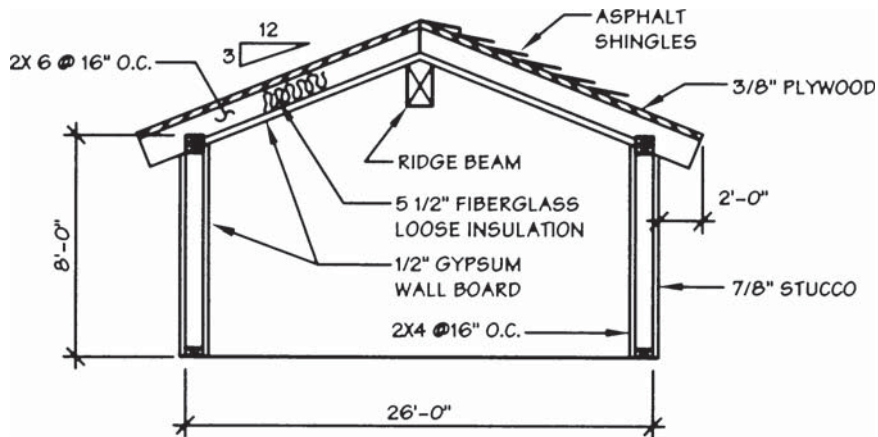 12
3
2X 6 @ 16" O.C.
ASPHALT
SHINGLES
3/8" PLYWOOD
RIDGE BEAM
5 1/2" FIBERGLASS
LOOSE INSULATION
2'-0"
8'-0"
1/2" GYPSUM
WALL BOARD
7/8" STUCCO
2X4 @16" O.C.
26'-0"